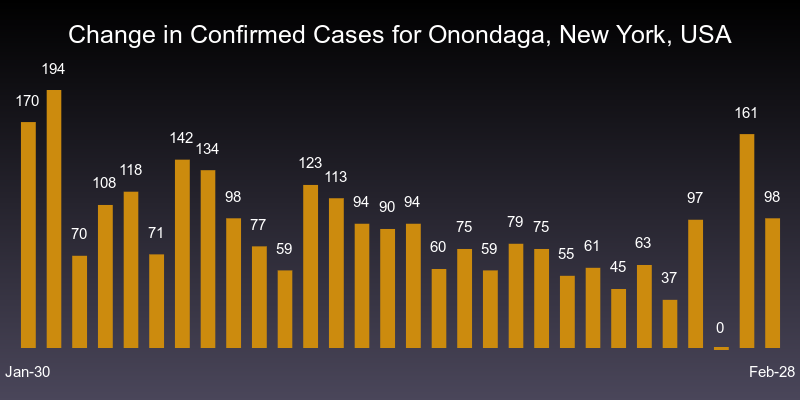 Change in Confirmed Cases for Onondaga, New York, USA
170 194 70 108 118 71 142 134 98 77 59 123 113 94 90 94 60 75 59 79 75 55 61 45 63 37 97 0 161 98
Jan-30 Feb-28